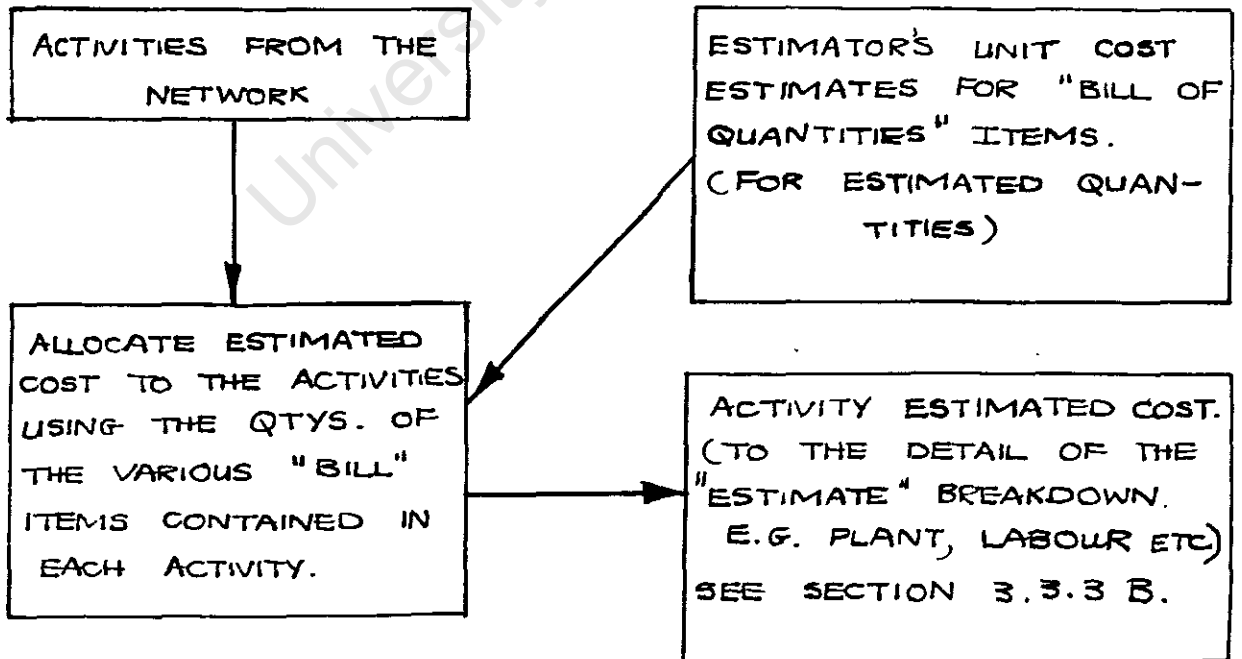 ACTIVITIES FROM THE
NETWORK
ESTIMATOR'S UNIT COST
ESTIMATES FOR "BILL OF
QUANTITIES" ITEMS.
(FOR ESTIMATED QUAN-
TITIES)
ALLOCATE ESTIMATED
COST TO THE ACTIVITIES
USING THE QTYS. OF
THE VARIOUS "BILL"
ITEMS CONTAINED IN
EACH ACTIVITY.
ACTIVITY ESTIMATED COST.
(TO THE DETAIL OF THE
"ESTIMATE" BREAKDOWN.
E.G. PLANT, LABOUR ETC)
SEE SECTION 3.3.3 B.
University